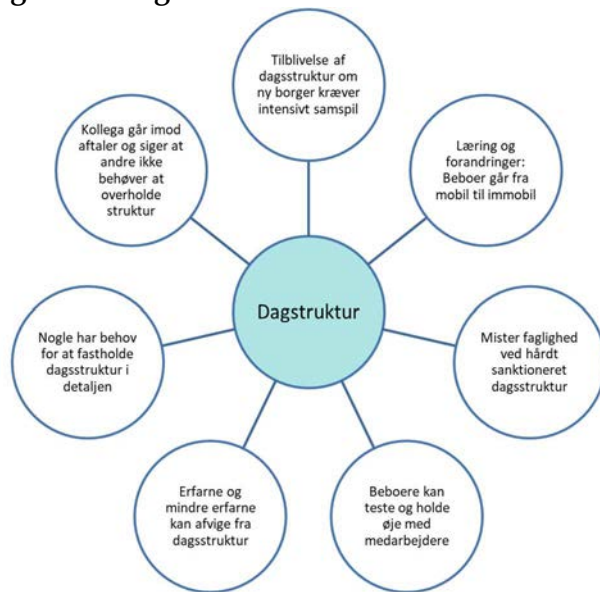 Tilblivelse af
dagsstruktur om
ny borger kræver
intensivt samspil
Kollega går imod
aftaler og siger at
andre ikke
behøver at
overholde
struktur
Læring og
forandringer:
Beboer går fra
mobil til immobil
Dagstruktur
Nogle har behov
for at fastholde
dagsstruktur i
detaljen
Mister faglighed
ved hårdt
sanktioneret
dagsstruktur
Erfarne og
mindre erfarne
kan afvige fra
dagsstruktur
Beboere kan
teste og holde
øje med
medarbejdere